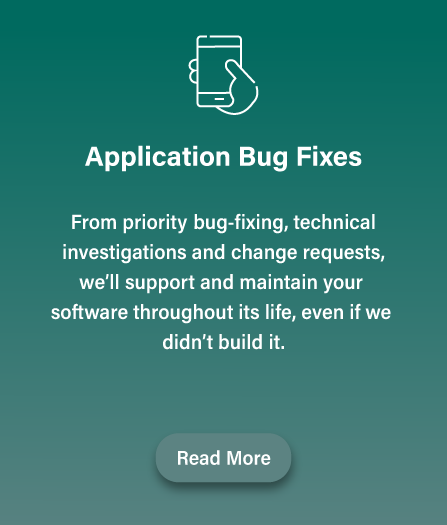 Application Bug Fixes
From priority bug-fixing, technical
investigations and change requests,
we’ll support and maintain your
software throughout its life, even if we
didn’t build it.
Read More